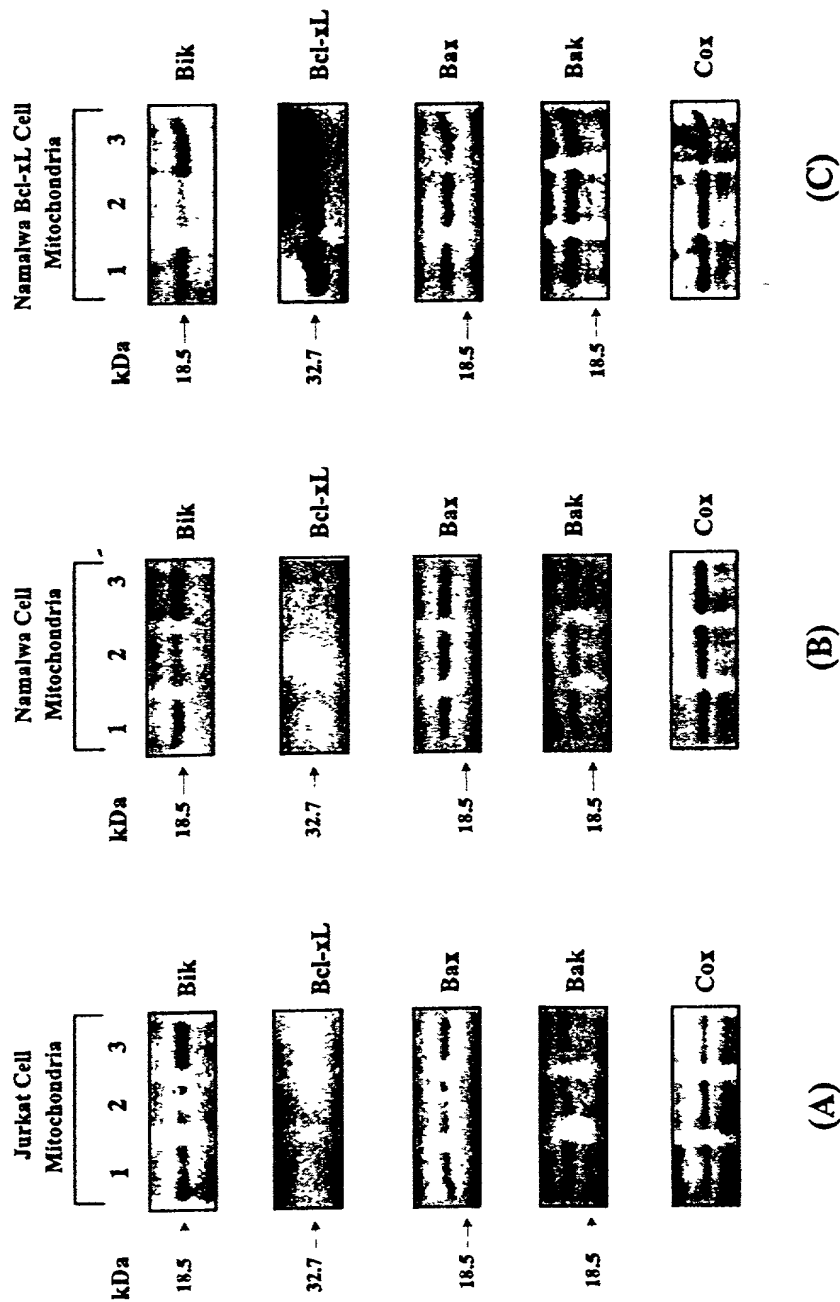 Jurkat Cell
Mitochondria
kDa
1 2 3
18.5
Bik
32.7
Bcl-xL
18.5
Bax
18.5
Bak
Cox
(A)
Namalwa Cell
Mitochondria
kDa
1 2 3
18.5
Bik
32.7
Bcl-xL
18.5
Bax
18.5
Bak
Cox
(B)
Namalwa Bcl-xL Cell
Mitochondria
kDa
1 2 3
18.5
Bik
32.7
Bcl-xL
18.5
Bax
18.5
Bak
Cox
(C)